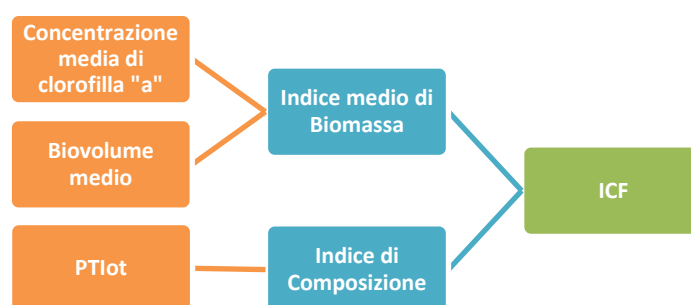 Concentrazione
media di
clorofilla "a"
Indice medio di
Biomassa
Biovolume
medio
ICF
PTIot
Indice di
Composizione